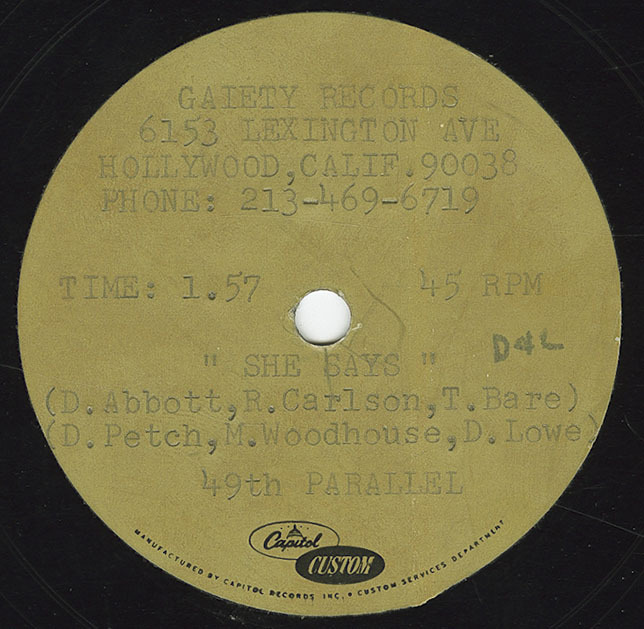 GAIETY RECORDS
6153 LEXINGTON AVE
HOLLYWOOD,CALIF.90038
PHONE: 213-469-6719
TIME: 1.57 45 RPM
" SHE SAYS " D4L
(D.Abbott,R.Carlson,T.Bare)
(D.Petch,M.Woodhouse,D.Lowe)
49th PARALLEL
Capitol
CUSTOM
MANUFACTURED BY CAPITOL RECORDS INC. • CUSTOM SERVICES DEPARTMENT